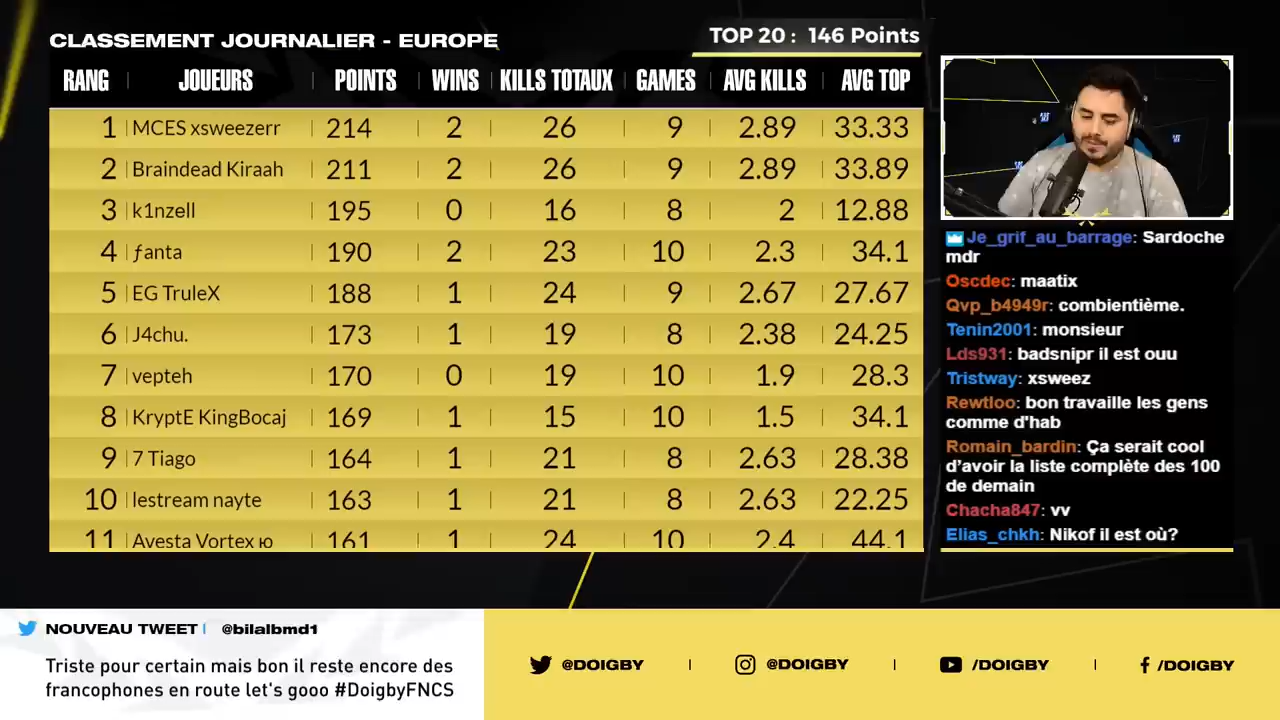 CLASSEMENT JOURNALIER - EUROPE
TOP 20 : 146 Points
RANG JOUEURS POINTS WINS KILLS TOTAUX GAMES AVG KILLS AVG TOP
1 MCES xsweezerr 214 2 26 9 2.89 33.33
2 Braindead Kiraah 211 2 26 9 2.89 33.89
3 k1nzell 195 0 16 8 2 12.88
4 ƒanta 190 2 23 10 2.3 34.1
5 EG TruleX 188 1 24 9 2.67 27.67
6 J4chu. 173 1 19 8 2.38 24.25
7 vepteh 170 0 19 10 1.9 28.3
8 KryptE KingBocaj 169 1 15 10 1.5 34.1
9 7 Tiago 164 1 21 8 2.63 28.38
10 lestream nayte 163 1 21 8 2.63 22.25
11 Avesta Vortex ю 161 1 24 10 2.4 44.1
Je_grif_au_barrage: Sardoche
mdr
Oscdec: maatix
Qvp_b4949r: combientième.
Tenin2001: monsieur
Lds931: badsnipr il est ouu
Tristway: xsweez
Rewtloo: bon travaille les gens
comme d'hab
Romain_bardin: Ça serait cool
d'avoir la liste complète des 100
de demain
Chacha847: vv
Elias_chkh: Nikof il est où?
NOUVEAU TWEET | @bilalbmd1
Triste pour certain mais bon il reste encore des
francophones en route let's gooo #DoigbyFNCS
@DOIGBY | @DOIGBY | /DOIGBY | /DOIGBY